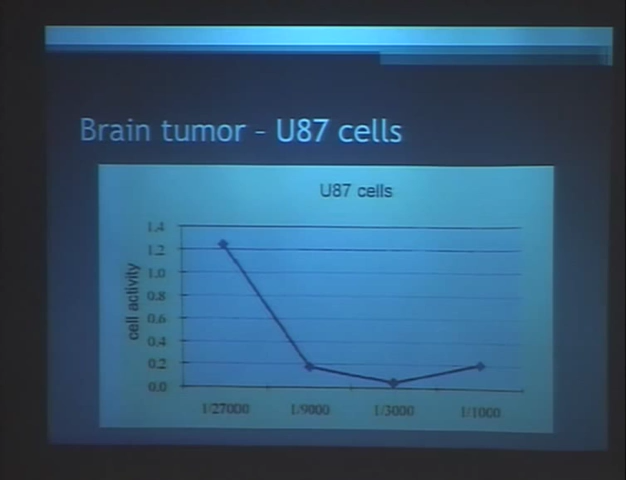 Brain tumor – U87 cells
U87 cells
cell activity
1.4
1.2
1.0
0.8
0.6
0.4
0.2
0.0
1/27000 1/9000 1/3000 1/1000